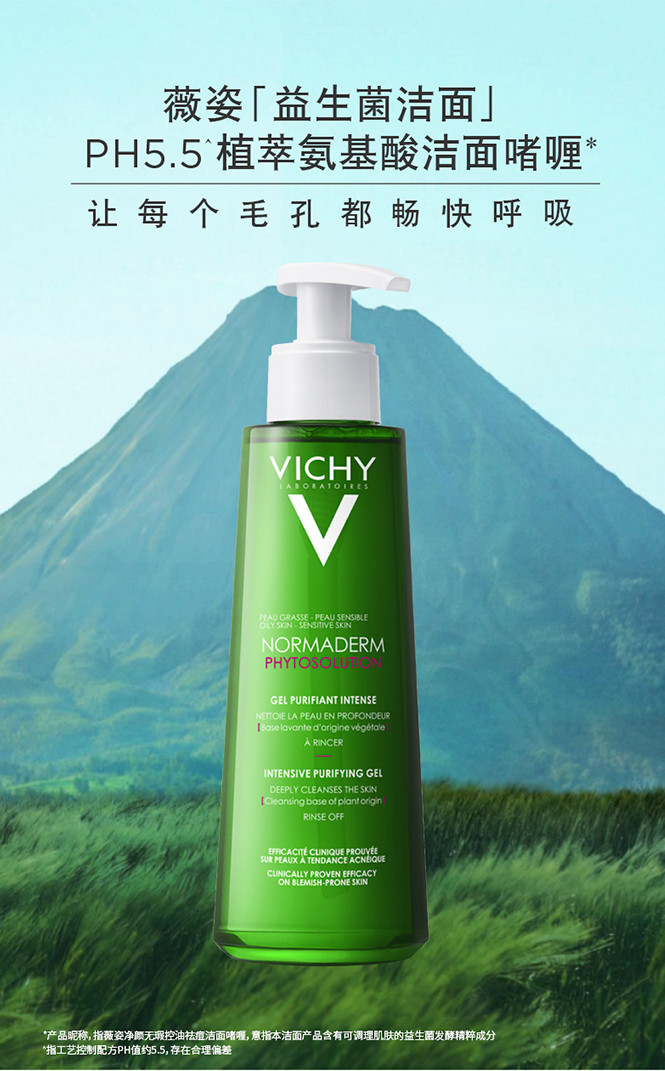 薇姿「益生菌洁面」
PH5.5^植萃氨基酸洁面啫喱*
让每个毛孔都畅快呼吸
VICHY
LABORATOIRES
V
PEAU GRASSE - PEAU SENSIBLE
OILY SKIN - SENSITIVE SKIN
NORMADERM
PHYTOSOLUTION
GEL PURIFIANT INTENSE
NETTOIE LA PEAU EN PROFONDEUR
[Base lavante d'origine végétale]
À RINCER
INTENSIVE PURIFYING GEL
DEEPLY CLEANSES THE SKIN
[Cleansing base of plant origin]
RINSE OFF
EFFICACITÉ CLINIQUE PROUVÉE
SUR PEAUX À TENDANCE ACNÉIQUE
CLINICALLY PROVEN EFFICACY
ON BLEMISH-PRONE SKIN
*产品昵称，指薇姿净颜无瑕控油祛痘洁面啫喱，意指本洁面产品含有可调理肌肤的益生菌发酵精粹成分
^指工艺控制配方PH值约5.5，存在合理偏差